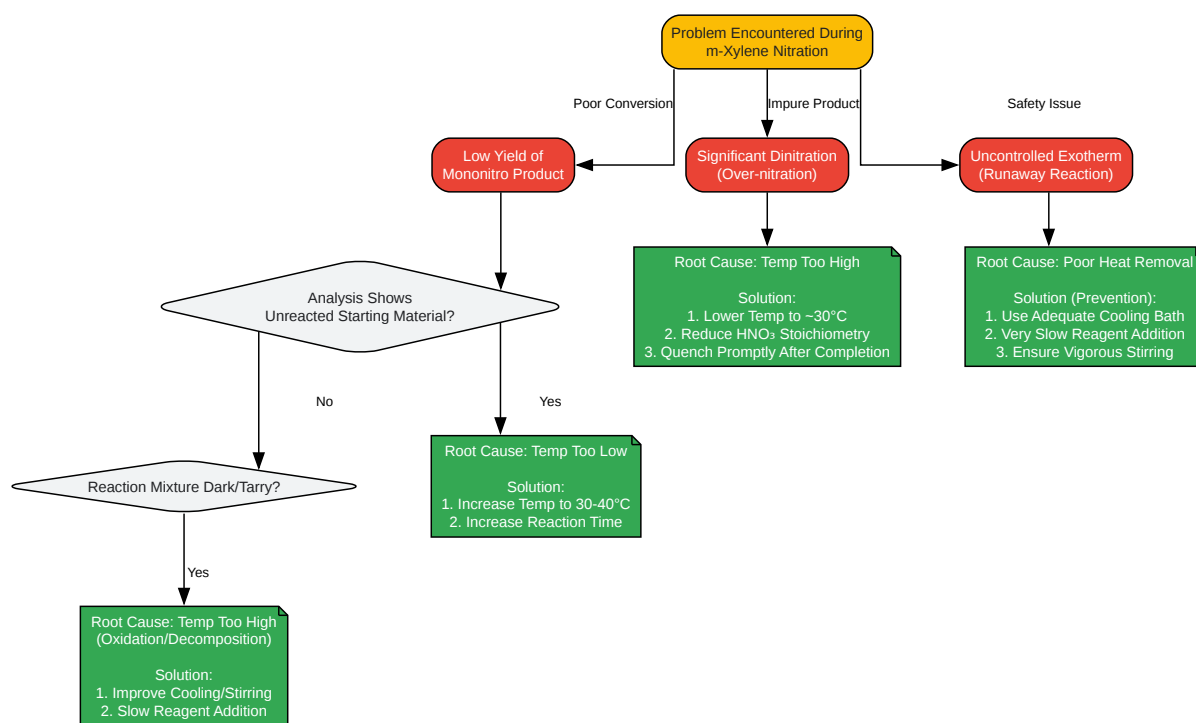 Problem Encountered During
m-Xylene Nitration
Poor Conversion
Impure Product
Safety Issue
Low Yield of
Mononitro Product
Significant Dinitration
(Over-nitration)
Uncontrolled Exotherm
(Runaway Reaction)
Root Cause: Temp Too High
Solution:
1. Lower Temp to ~30°C
2. Reduce HNO₃ Stoichiometry
3. Quench Promptly After Completion
Root Cause: Poor Heat Removal
Solution (Prevention):
1. Use Adequate Cooling Bath
2. Very Slow Reagent Addition
3. Ensure Vigorous Stirring
Analysis Shows
Unreacted Starting Material?
No
Yes
Root Cause: Temp Too Low
Solution:
1. Increase Temp to 30-40°C
2. Increase Reaction Time
Reaction Mixture Dark/Tarry?
Yes
Root Cause: Temp Too High
(Oxidation/Decomposition)
Solution:
1. Improve Cooling/Stirring
2. Slow Reagent Addition